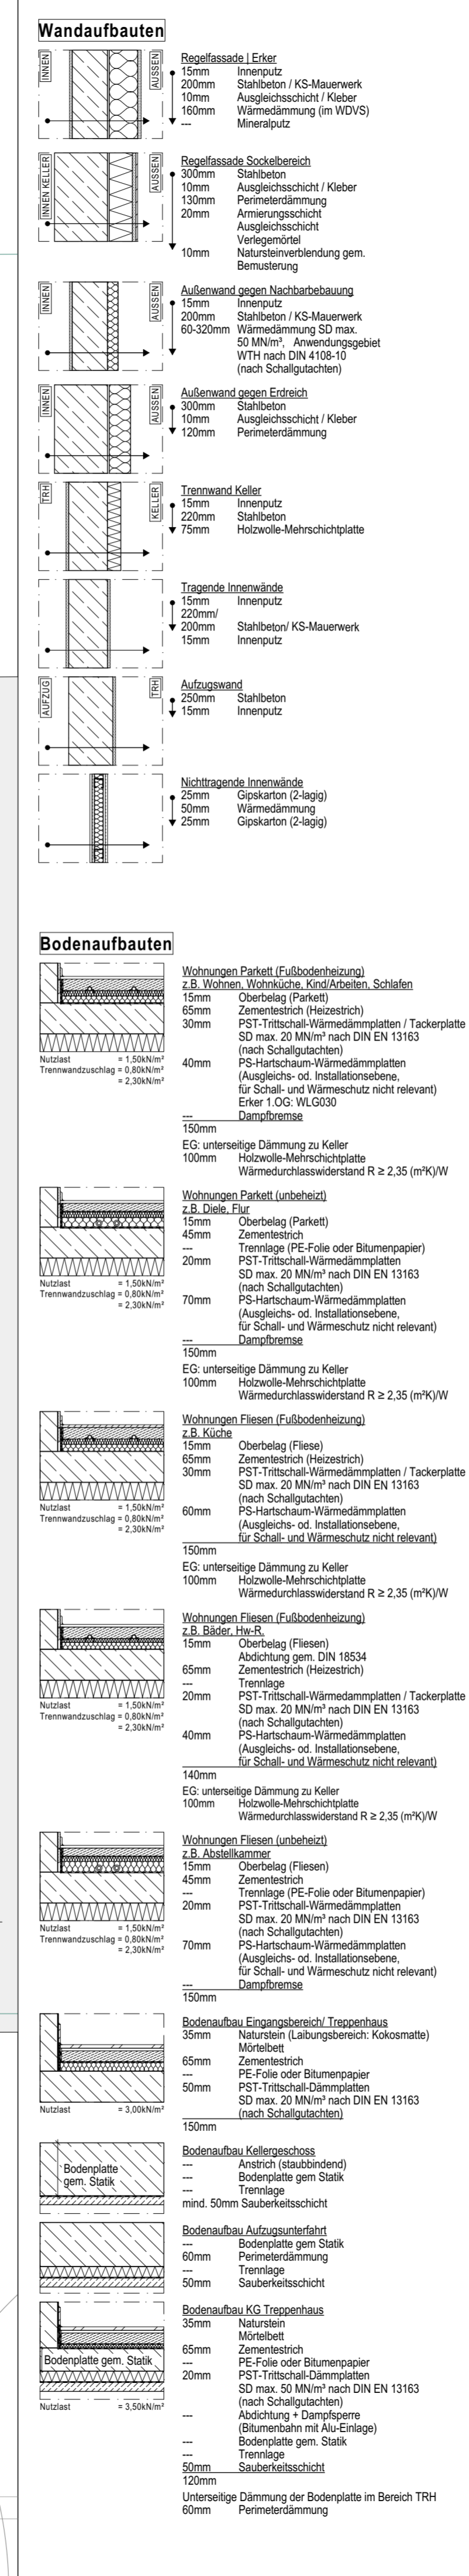 Wandaufbauten
INNEN
AUSSEN
Regelfassade | Erker
15mm Innenputz
200mm Stahlbeton / KS-Mauerwerk
10mm Ausgleichsschicht / Kleber
160mm Wärmedämmung (im WDVS)
--- Mineralputz
INNEN KELLER
AUSSEN
Regelfassade Sockelbereich
300mm Stahlbeton
10mm Ausgleichsschicht / Kleber
130mm Perimeterdämmung
20mm Armierungsschicht
Ausgleichsschicht
Verlegemörtel
10mm Natursteinverblendung gem.
Bemusterung
INNEN
AUSSEN
Außenwand gegen Nachbarbebauung
15mm Innenputz
200mm Stahlbeton / KS-Mauerwerk
60-320mm Wärmedämmung SD max.
50 MN/m³, Anwendungsgebiet
WTH nach DIN 4108-10
(nach Schallgutachten)
INNEN
AUSSEN
Außenwand gegen Erdreich
300mm Stahlbeton
10mm Ausgleichsschicht / Kleber
120mm Perimeterdämmung
TRH
KELLER
Trennwand Keller
15mm Innenputz
220mm Stahlbeton
75mm Holzwolle-Mehrschichtplatte
Tragende Innenwände
15mm Innenputz
220mm/
200mm Stahlbeton/ KS-Mauerwerk
15mm Innenputz
AUFZUG
TRH
Aufzugswand
250mm Stahlbeton
15mm Innenputz
Nichttragende Innenwände
25mm Gipskarton (2-lagig)
50mm Wärmedämmung
25mm Gipskarton (2-lagig)
Bodenaufbauten
Nutzlast = 1,50kN/m²
Trennwandzuschlag = 0,80kN/m²
= 2,30kN/m²
Wohnungen Parkett (Fußbodenheizung)
z.B. Wohnen, Wohnküche, Kind/Arbeiten, Schlafen
15mm Oberbelag (Parkett)
65mm Zementestrich (Heizestrich)
30mm PST-Trittschall-Wärmedämmplatten / Tackerplatte
SD max. 20 MN/m³ nach DIN EN 13163
(nach Schallgutachten)
40mm PS-Hartschaum-Wärmedämmplatten
(Ausgleichs- od. Installationsebene,
für Schall- und Wärmeschutz nicht relevant)
Erker 1.OG: WLG030
--- Dampfbremse
150mm
EG: unterseitige Dämmung zu Keller
100mm Holzwolle-Mehrschichtplatte
Wärmedurchlasswiderstand R ≥ 2,35 (m²K)/W
Nutzlast = 1,50kN/m²
Trennwandzuschlag = 0,80kN/m²
= 2,30kN/m²
Wohnungen Parkett (unbeheizt)
z.B. Diele, Flur
15mm Oberbelag (Parkett)
45mm Zementestrich
--- Trennlage (PE-Folie oder Bitumenpapier)
20mm PST-Trittschall-Wärmedämmplatten
SD max. 20 MN/m³ nach DIN EN 13163
(nach Schallgutachten)
70mm PS-Hartschaum-Wärmedämmplatten
(Ausgleichs- od. Installationsebene,
für Schall- und Wärmeschutz nicht relevant)
--- Dampfbremse
150mm
EG: unterseitige Dämmung zu Keller
100mm Holzwolle-Mehrschichtplatte
Wärmedurchlasswiderstand R ≥ 2,35 (m²K)/W
Nutzlast = 1,50kN/m²
Trennwandzuschlag = 0,80kN/m²
= 2,30kN/m²
Wohnungen Fliesen (Fußbodenheizung)
z.B. Küche
15mm Oberbelag (Fliese)
65mm Zementestrich (Heizestrich)
30mm PST-Trittschall-Wärmedämmplatten / Tackerplatte
SD max. 20 MN/m³ nach DIN EN 13163
(nach Schallgutachten)
60mm PS-Hartschaum-Wärmedämmplatten
(Ausgleichs- od. Installationsebene,
für Schall- und Wärmeschutz nicht relevant)
150mm
EG: unterseitige Dämmung zu Keller
100mm Holzwolle-Mehrschichtplatte
Wärmedurchlasswiderstand R ≥ 2,35 (m²K)/W
Nutzlast = 1,50kN/m²
Trennwandzuschlag = 0,80kN/m²
= 2,30kN/m²
Wohnungen Fliesen (Fußbodenheizung)
z.B. Bäder, Hw-R.
15mm Oberbelag (Fliesen)
Abdichtung gem. DIN 18534
65mm Zementestrich (Heizestrich)
--- Trennlage
20mm PST-Trittschall-Wärmedammplatten / Tackerplatte
SD max. 20 MN/m³ nach DIN EN 13163
(nach Schallgutachten)
40mm PS-Hartschaum-Wärmedämmplatten
(Ausgleichs- od. Installationsebene,
für Schall- und Wärmeschutz nicht relevant)
140mm
EG: unterseitige Dämmung zu Keller
100mm Holzwolle-Mehrschichtplatte
Wärmedurchlasswiderstand R ≥ 2,35 (m²K)/W
Nutzlast = 1,50kN/m²
Trennwandzuschlag = 0,80kN/m²
= 2,30kN/m²
Wohnungen Fliesen (unbeheizt)
z.B. Abstellkammer
15mm Oberbelag (Fliesen)
45mm Zementestrich
--- Trennlage (PE-Folie oder Bitumenpapier)
20mm PST-Trittschall-Wärmedämmplatten
SD max. 20 MN/m³ nach DIN EN 13163
(nach Schallgutachten)
70mm PS-Hartschaum-Wärmedämmplatten
(Ausgleichs- od. Installationsebene,
für Schall- und Wärmeschutz nicht relevant)
--- Dampfbremse
150mm
Nutzlast = 3,00kN/m²
Bodenaufbau Eingangsbereich/ Treppenhaus
35mm Naturstein (Laibungsbereich: Kokosmatte)
Mörtelbett
65mm Zementestrich
--- PE-Folie oder Bitumenpapier
50mm PST-Trittschall-Dämmplatten
SD max. 20 MN/m³ nach DIN EN 13163
(nach Schallgutachten)
150mm
Bodenplatte
gem. Statik
Bodenaufbau Kellergeschoss
--- Anstrich (staubbindend)
--- Bodenplatte gem Statik
--- Trennlage
mind. 50mm Sauberkeitsschicht
Bodenaufbau Aufzugsunterfahrt
--- Bodenplatte gem Statik
60mm Perimeterdämmung
--- Trennlage
50mm Sauberkeitsschicht
Bodenplatte gem. Statik
Nutzlast = 3,50kN/m²
Bodenaufbau KG Treppenhaus
35mm Naturstein
Mörtelbett
65mm Zementestrich
--- PE-Folie oder Bitumenpapier
20mm PST-Trittschall-Dämmplatten
SD max. 50 MN/m³ nach DIN EN 13163
(nach Schallgutachten)
--- Abdichtung + Dampfsperre
(Bitumenbahn mit Alu-Einlage)
--- Bodenplatte gem. Statik
--- Trennlage
50mm Sauberkeitsschicht
120mm
Unterseitige Dämmung der Bodenplatte im Bereich TRH
60mm Perimeterdämmung